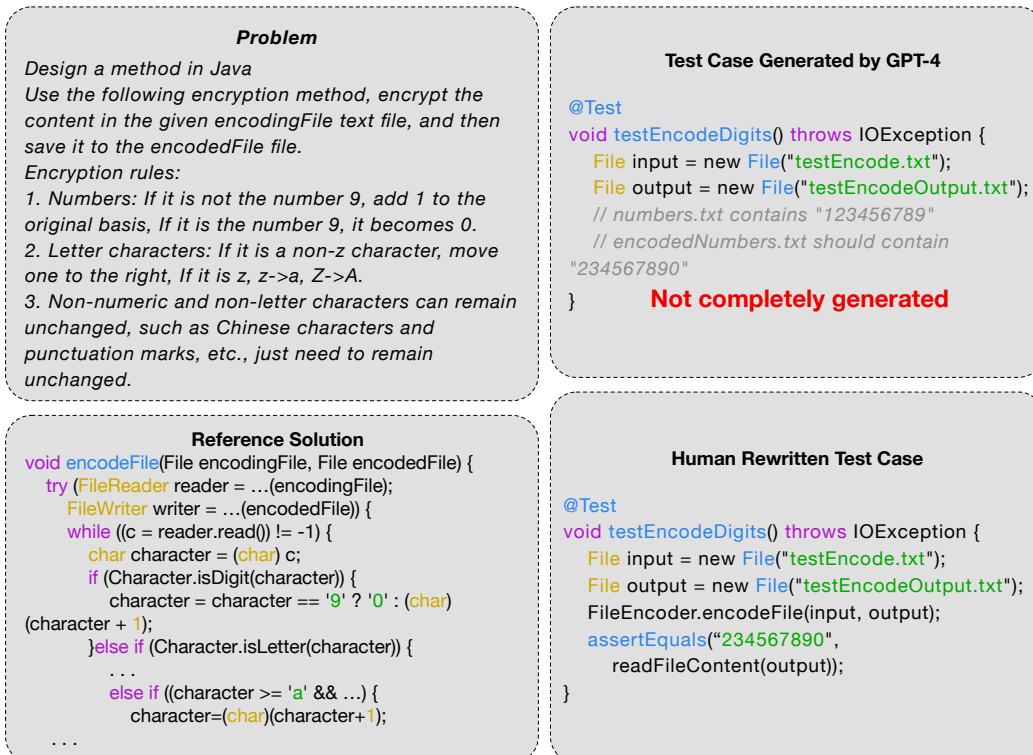 Problem
Design a method in Java
Use the following encryption method, encrypt the
content in the given encodingFile text file, and then
save it to the encodedFile file.
Encryption rules:
1. Numbers: If it is not the number 9, add 1 to the
original basis, If it is the number 9, it becomes 0.
2. Letter characters: If it is a non-z character, move
one to the right, If it is z, z->a, Z->A.
3. Non-numeric and non-letter characters can remain
unchanged, such as Chinese characters and
punctuation marks, etc., just need to remain
unchanged.
Reference Solution
void encodeFile(File encodingFile, File encodedFile) {
try (FileReader reader = …(encodingFile);
FileWriter writer = …(encodedFile)) {
while ((c = reader.read()) != -1) {
char character = (char) c;
if (Character.isDigit(character)) {
character = character == '9' ? '0' : (char)
(character + 1);
}else if (Character.isLetter(character)) {
. . .
else if ((character >= 'a' && …) {
character=(char)(character+1);
. . .
Test Case Generated by GPT-4
@Test
void testEncodeDigits() throws IOException {
File input = new File("testEncode.txt");
File output = new File("testEncodeOutput.txt");
// numbers.txt contains "123456789"
// encodedNumbers.txt should contain
"234567890"
} Not completely generated
Human Rewritten Test Case
@Test
void testEncodeDigits() throws IOException {
File input = new File("testEncode.txt");
File output = new File("testEncodeOutput.txt");
FileEncoder.encodeFile(input, output);
assertEquals(“234567890",
readFileContent(output));
}